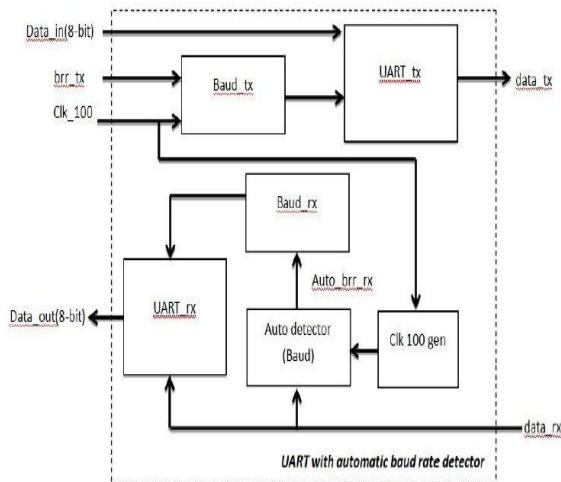 Data_in(8-bit)
brr_tx
Clk_100
Baud_tx
UART_tx
data_tx
Baud_rx
Auto_brr_rx
UART_rx
Data_out(8-bit)
Auto detector
(Baud)
Clk 100 gen
data_rx
UART with automatic baud rate detector